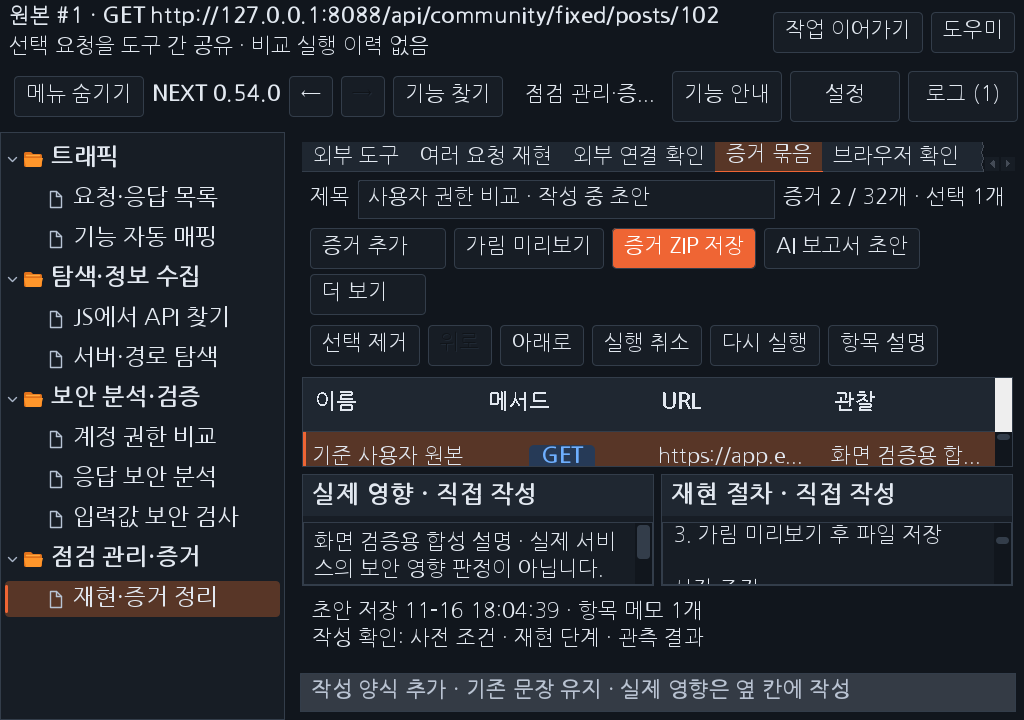 원본 #1 · GET http://127.0.0.1:8088/api/community/fixed/posts/102
선택 요청을 도구 간 공유 · 비교 실행 이력 없음
작업 이어가기
도우미
메뉴 숨기기
NEXT 0.54.0
←
기능 찾기
점검 관리·증...
기능 안내
설정
로그 (1)
트래픽
요청·응답 목록
기능 자동 매핑
탐색·정보 수집
JS에서 API 찾기
서버·경로 탐색
보안 분석·검증
계정 권한 비교
응답 보안 분석
입력값 보안 검사
점검 관리·증거
재현·증거 정리
외부 도구
여러 요청 재현
외부 연결 확인
증거 묶음
브라우저 확인
제목
사용자 권한 비교 · 작성 중 초안
증거 2 / 32개 · 선택 1개
증거 추가
가림 미리보기
증거 ZIP 저장
AI 보고서 초안
더 보기
선택 제거
위로
아래로
실행 취소
다시 실행
항목 설명
이름
메서드
URL
관찰
기준 사용자 원본
GET
https://app.e...
화면 검증용 합...
실제 영향 · 직접 작성
화면 검증용 합성 설명 · 실제 서비
스의 보안 영향 판정이 아닙니다.
재현 절차 · 직접 작성
3. 가림 미리보기 후 파일 저장
초안 저장 11-16 18:04:39 · 항목 메모 1개
작성 확인: 사전 조건 · 재현 단계 · 관측 결과
작성 양식 추가 · 기존 문장 유지 · 실제 영향은 옆 칸에 작성